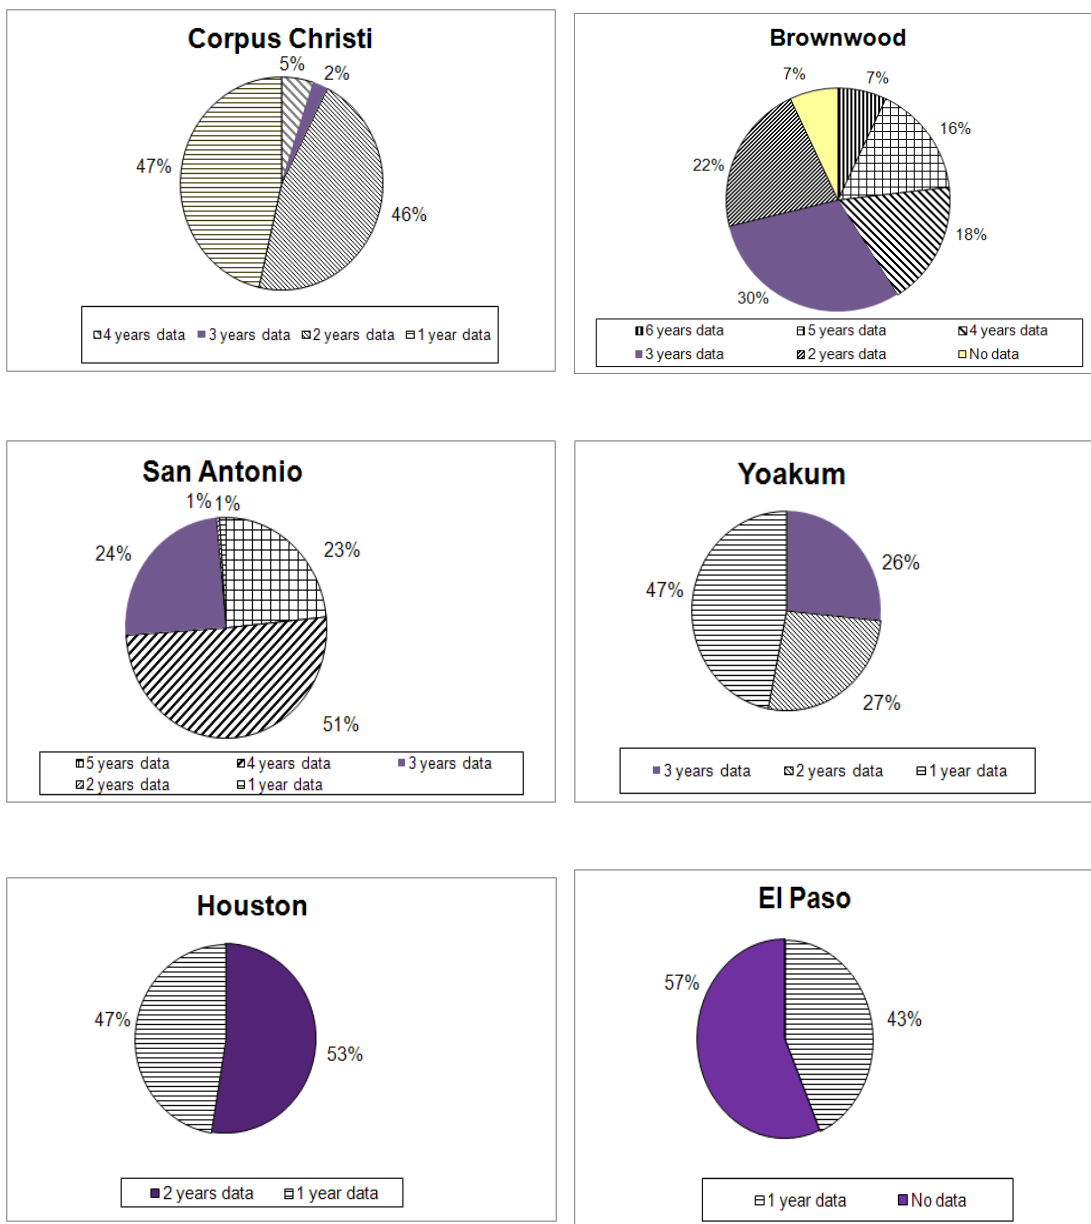 Corpus Christi
5%
2%
47%
46%
4 years data 3 years data 2 years data 1 year data
Brownwood
7%
7%
16%
22%
18%
30%
6 years data 5 years data 4 years data
3 years data 2 years data No data
San Antonio
1% 1%
24%
23%
51%
5 years data 4 years data 3 years data
2 years data 1 year data
Yoakum
47%
26%
27%
3 years data 2 years data 1 year data
Houston
47%
53%
2 years data 1 year data
El Paso
57%
43%
1 year data No data